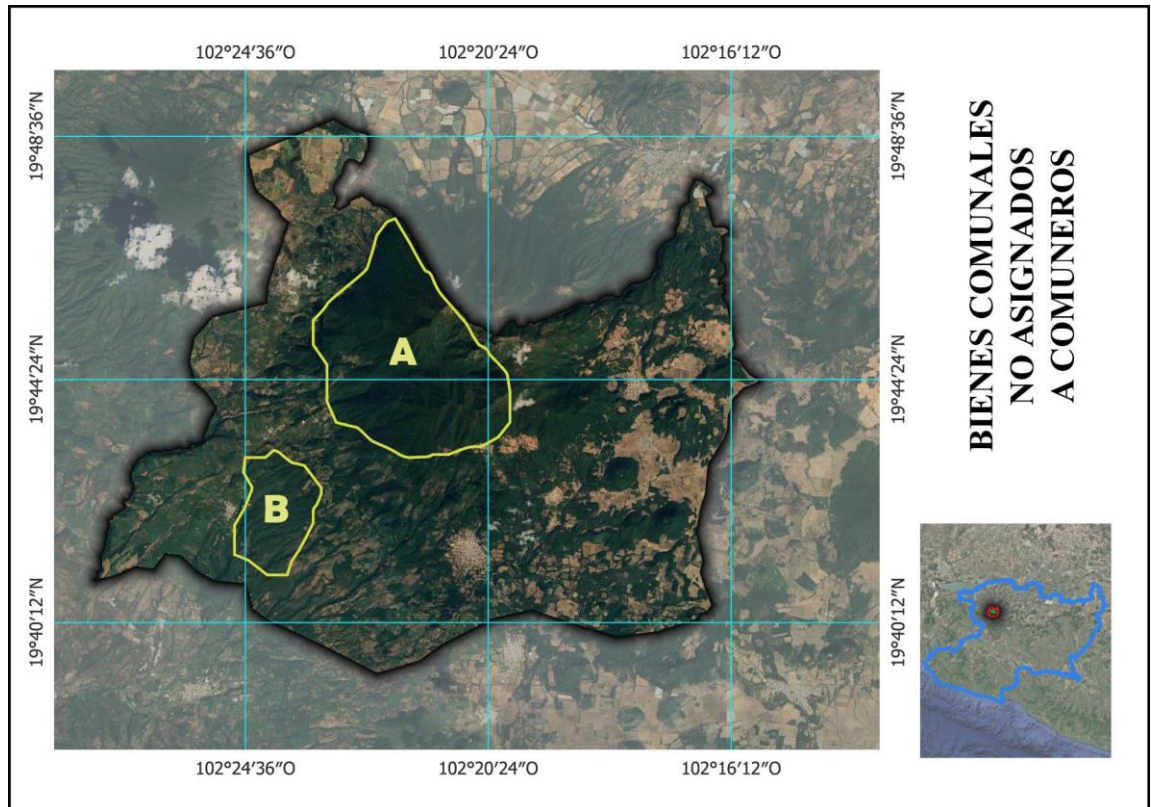 102°24′36″O
102°20′24″O
102°16′12″O
19°48′36″N
19°48′36″N
A
19°44′24″N
19°44′24″N
B
19°40′12″N
19°40′12″N
102°24′36″O
102°20′24″O
102°16′12″O
BIENES COMUNALES
NO ASIGNADOS
A COMUNEROS